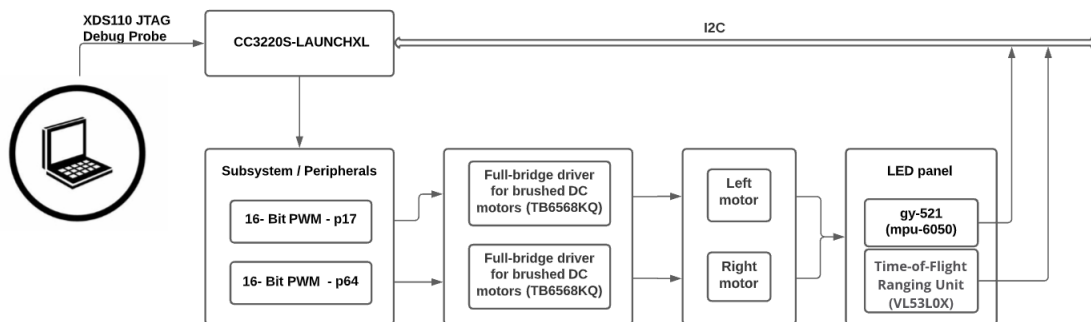 XDS110 JTAG
Debug Probe
CC3220S-LAUNCHXL
I2C
Subsystem / Peripherals
16- Bit PWM - p17
16- Bit PWM - p64
Full-bridge driver
for brushed DC
motors (TB6568KQ)
Full-bridge driver
for brushed DC
motors (TB6568KQ)
Left
motor
Right
motor
LED panel
gy-521
(mpu-6050)
Time-of-Flight
Ranging Unit
(VL53L0X)